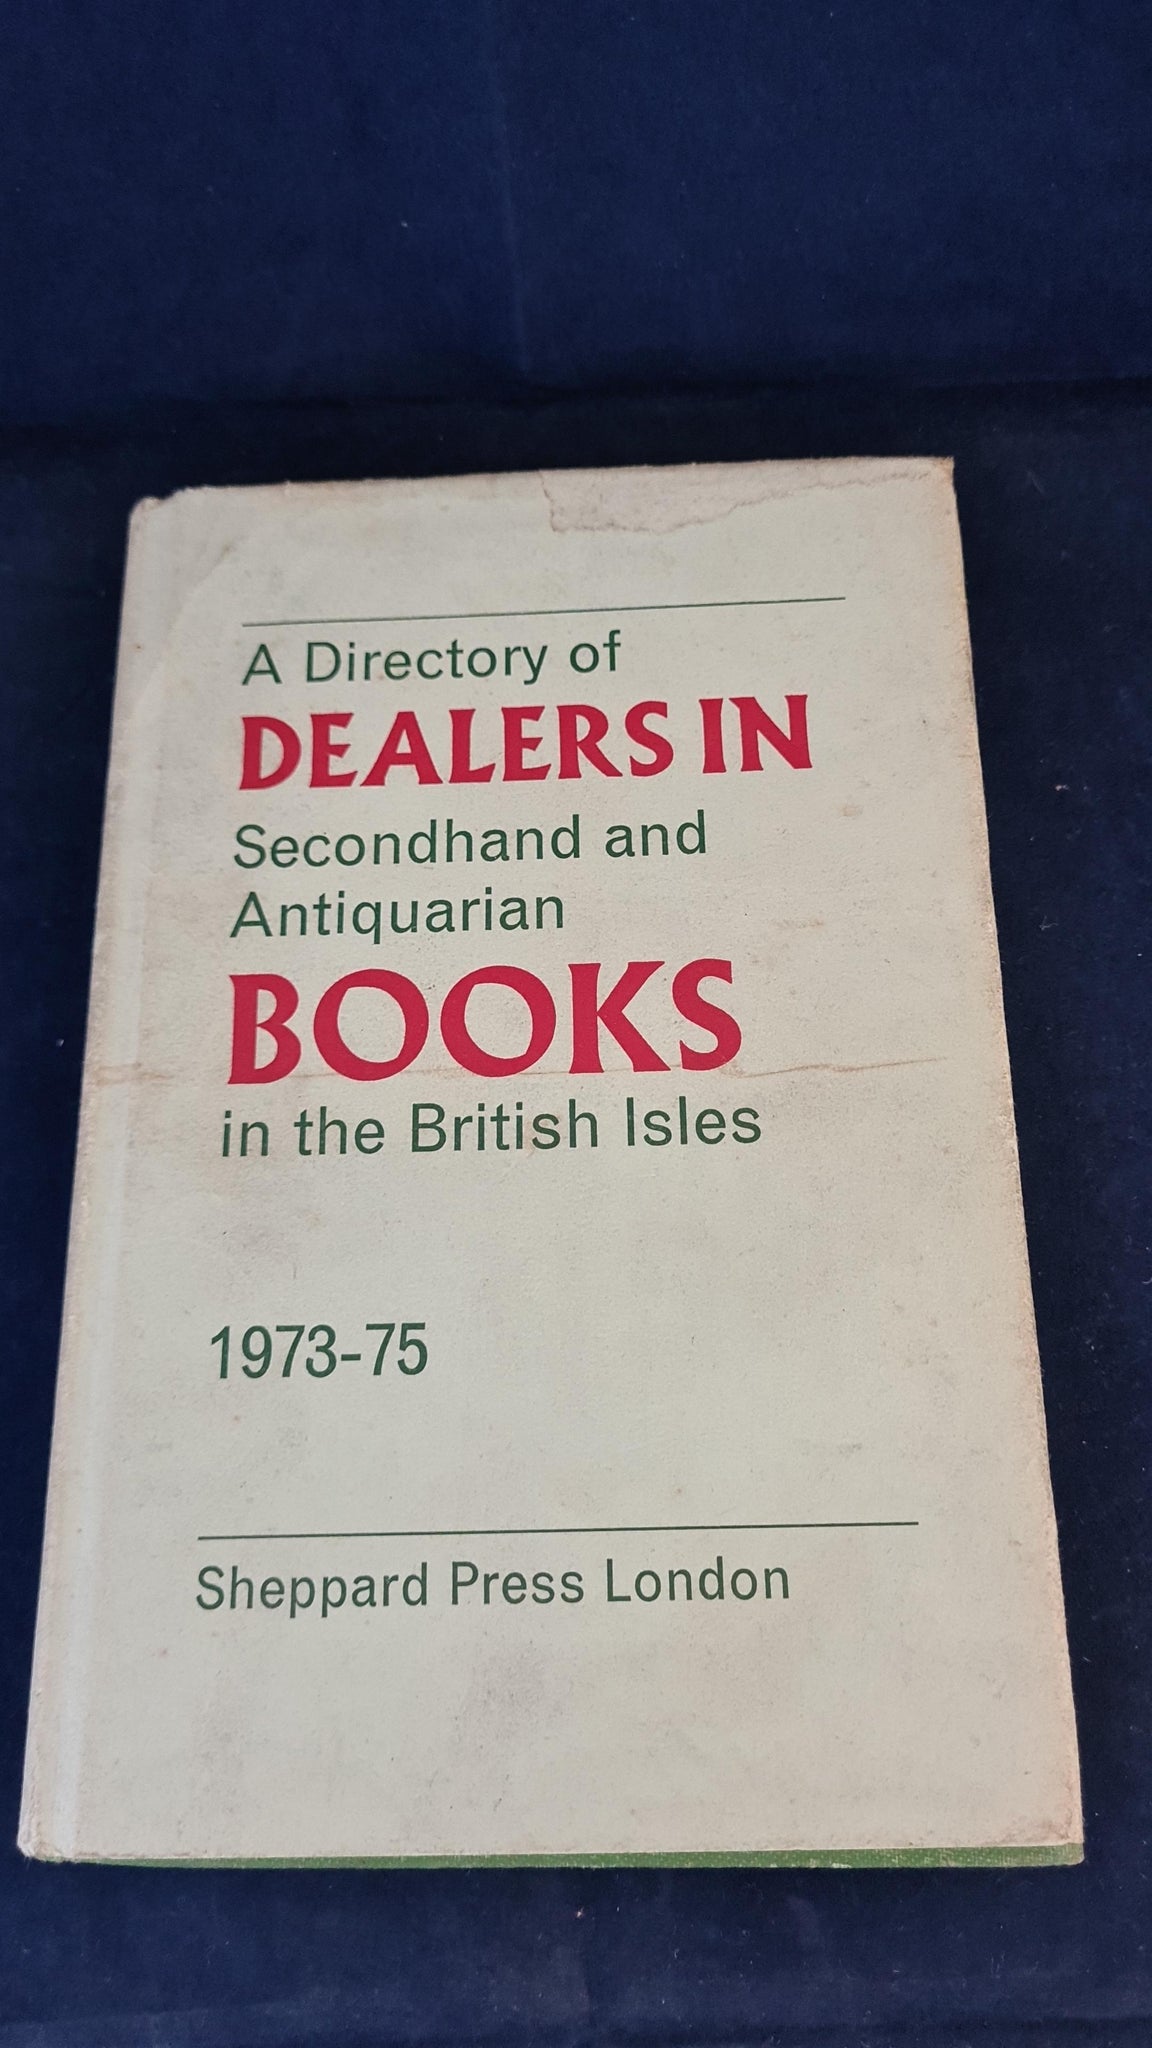 A Directory of
DEALERS IN
Secondhand and
Antiquarian
BOOKS
in the British Isles
1973-75
Sheppard Press London